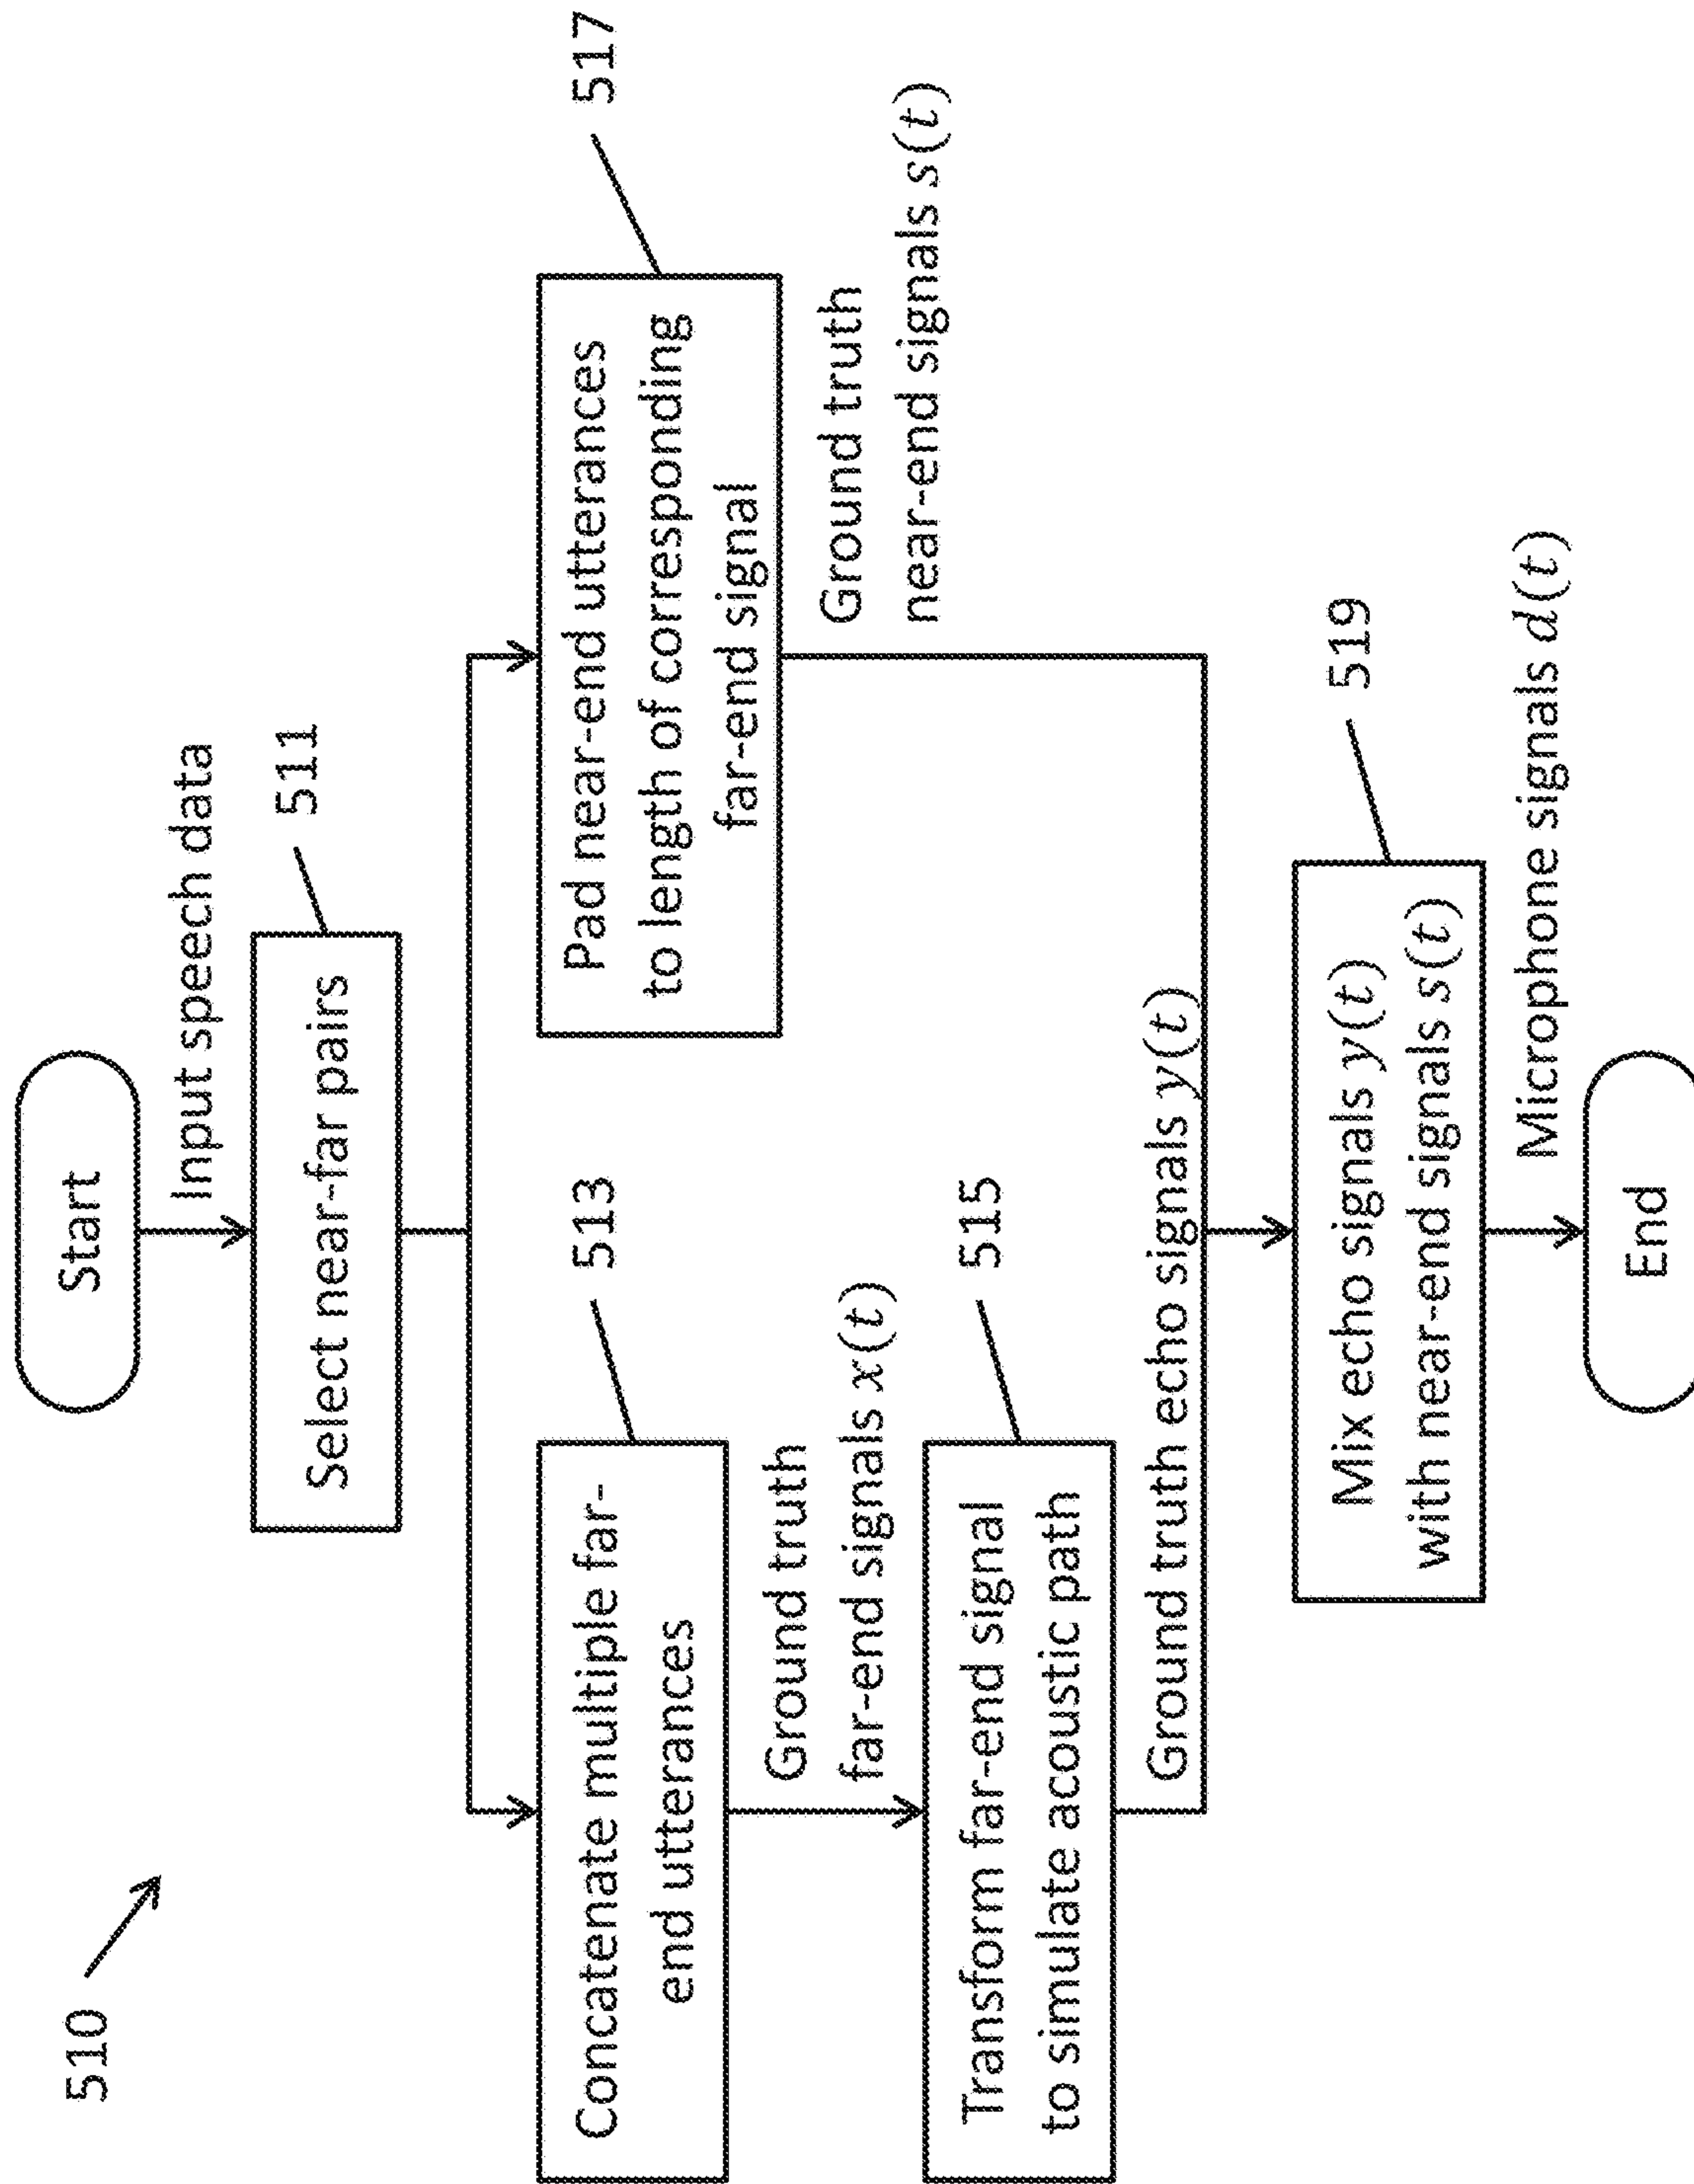 510
Start
Input speech data
511
Select near-far pairs
513
Concatenate multiple far-
end utterances
517
Pad near-end utterances
to length of corresponding
far-end signal
Ground truth
far-end signals x(t)
Ground truth
near-end signals s(t)
515
Transform far-end signal
to simulate acoustic path
Ground truth echo signals y(t)
519
Mix echo signals y(t)
with near-end signals s(t)
Microphone signals d(t)
End